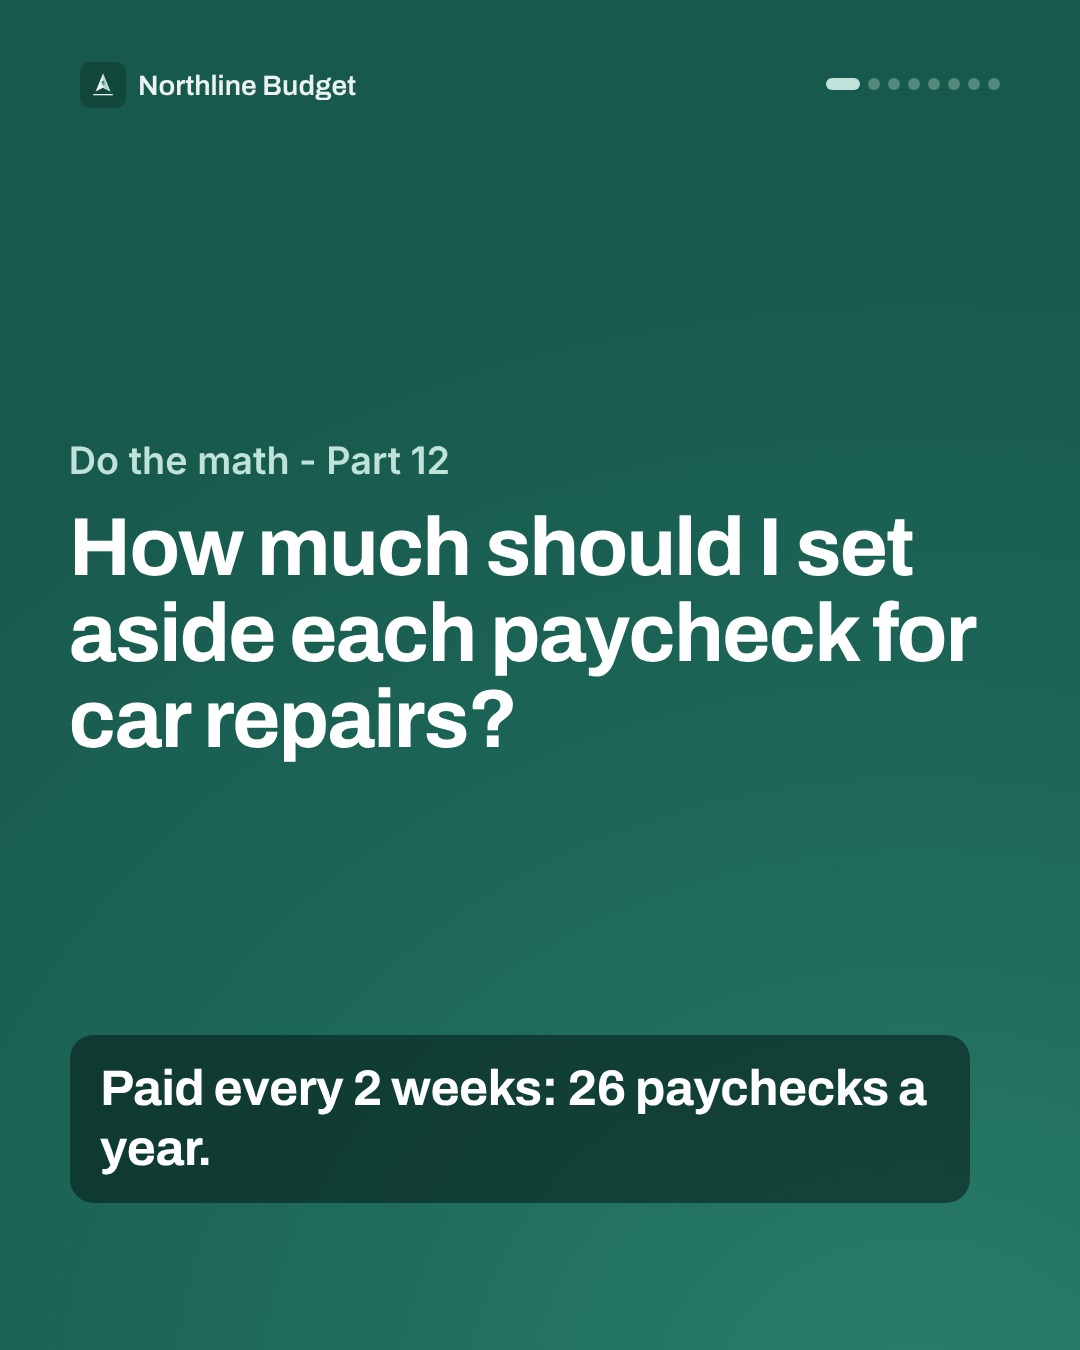 Northline Budget
Do the math - Part 12
How much should I set
aside each paycheck for
car repairs?
Paid every 2 weeks: 26 paychecks a
year.